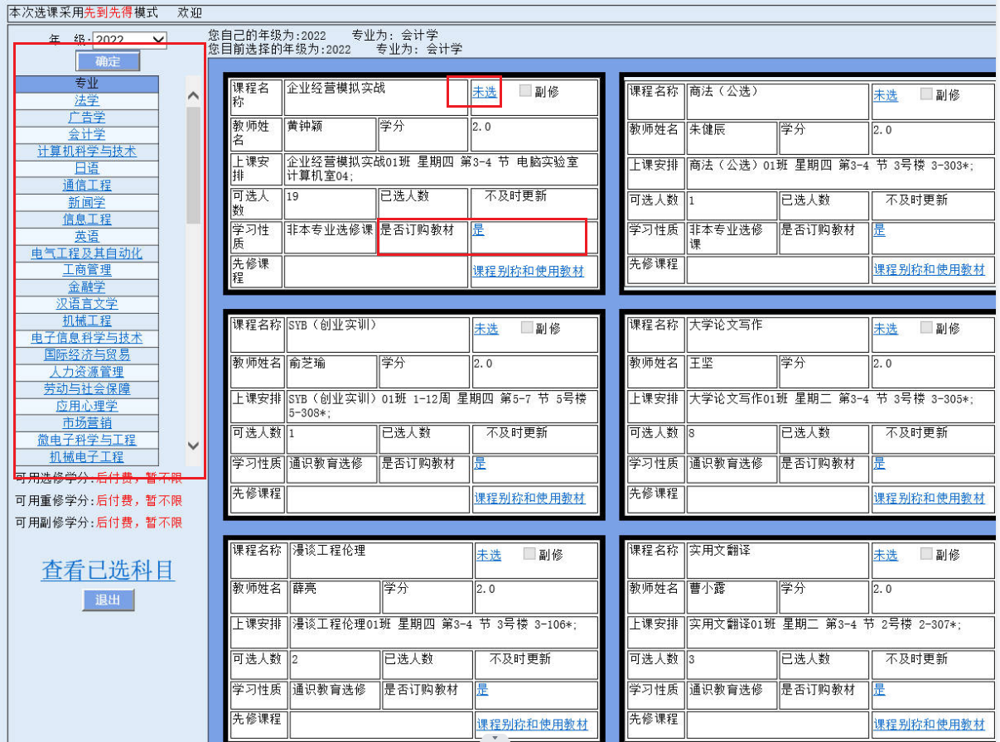 本次选课采用先到先得模式 欢迎
年 级:2022
确定
专业
法学
广告学
会计学
计算机科学与技术
日语
通信工程
新闻学
信息工程
英语
电气工程及其自动化
工商管理
金融学
汉语言文学
机械工程
电子信息科学与技术
国际经济与贸易
人力资源管理
劳动与社会保障
应用心理学
市场营销
微电子科学与工程
机械电子工程
可用选修学分:后付费，暂不限
可用重修学分:后付费，暂不限
可用副修学分:后付费，暂不限
查看已选科目
退出
您自己的年级为:2022 专业为: 会计学
您目前选择的年级为:2022 专业为: 会计学
课程名称 企业经营模拟实战 未选 副修
教师姓名 黄钟颖 学分 2.0
上课安排 企业经营模拟实战01班 星期四 第3-4 节 电脑实验室
计算机室04;
可选人数 19 已选人数 不及时更新
学习性质 非本专业选修课 是否订购教材 是
先修课程 课程别称和使用教材
课程名称 商法（公选） 未选 副修
教师姓名 朱健辰 学分 2.0
上课安排 商法（公选）01班 星期四 第3-4 节 3号楼 3-303*;
可选人数 1 已选人数 不及时更新
学习性质 非本专业选修课 是否订购教材 是
先修课程 课程别称和使用教材
课程名称 SYB（创业实训） 未选 副修
教师姓名 俞芝瑜 学分 2.0
上课安排 SYB（创业实训）01班 1-12周 星期四 第5-7 节 5号楼
5-308*;
可选人数 1 已选人数 不及时更新
学习性质 通识教育选修 是否订购教材 是
先修课程 课程别称和使用教材
课程名称 大学论文写作 未选 副修
教师姓名 王坚 学分 2.0
上课安排 大学论文写作01班 星期二 第3-4 节 3号楼 3-305*;
可选人数 8 已选人数 不及时更新
学习性质 通识教育选修 是否订购教材 是
先修课程 课程别称和使用教材
课程名称 漫谈工程伦理 未选 副修
教师姓名 薛亮 学分 2.0
上课安排 漫谈工程伦理01班 星期四 第3-4 节 3号楼 3-106*;
可选人数 2 已选人数 不及时更新
学习性质 通识教育选修 是否订购教材 是
先修课程 课程别称和使用教材
课程名称 实用文翻译 未选 副修
教师姓名 曹小露 学分 2.0
上课安排 实用文翻译01班 星期二 第3-4 节 2号楼 2-307*;
可选人数 3 已选人数 不及时更新
学习性质 通识教育选修 是否订购教材 是
先修课程 课程别称和使用教材